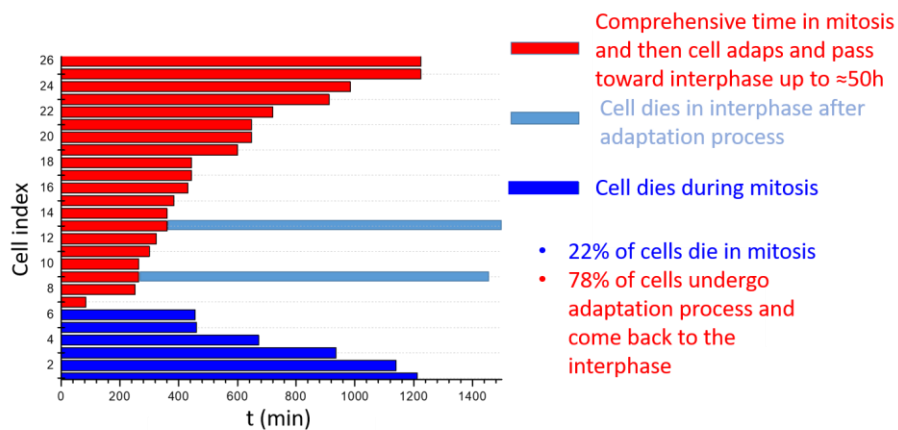 Comprehensive time in mitosis
and then cell adaps and pass
toward interphase up to ≈50h
Cell dies in interphase after
adaptation process
Cell dies during mitosis
• 22% of cells die in mitosis
• 78% of cells undergo
adaptation process and
come back to the
interphase
Cell index
26
24
22
20
18
16
14
12
10
8
6
4
2
0 200 400 600 800 1000 1200 1400
t (min)